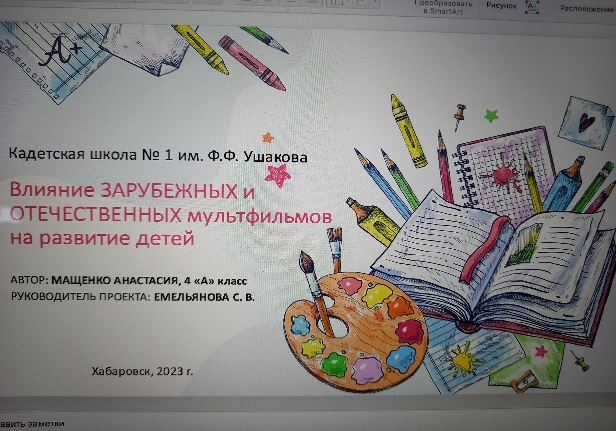 Преобразовать
в SmartArt
Рисунок
Расположение
A+
Кадетская школа № 1 им. Ф.Ф. Ушакова
Влияние ЗАРУБЕЖНЫХ и
ОТЕЧЕСТВЕННЫХ мультфильмов
на развитие детей
АВТОР: МАЩЕНКО АНАСТАСИЯ, 4 «А» класс
РУКОВОДИТЕЛЬ ПРОЕКТА: ЕМЕЛЬЯНОВА С. В.
Хабаровск, 2023 г.
авить заметки